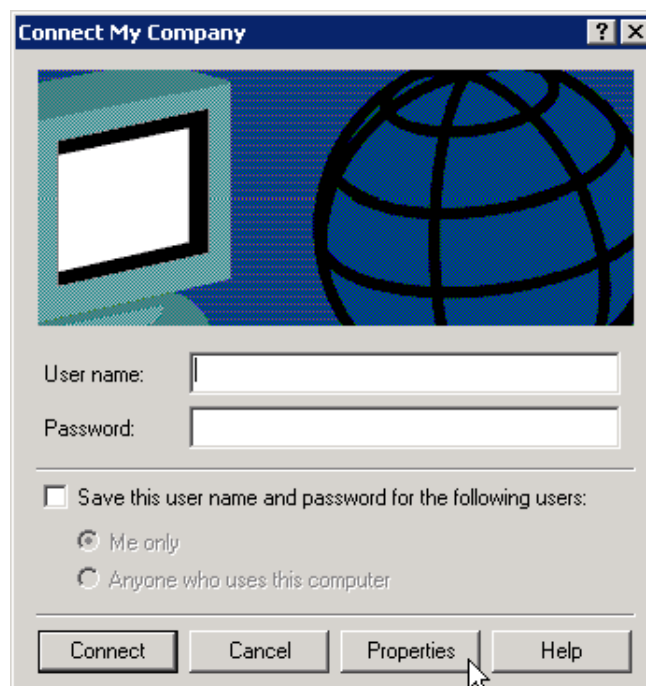 Connect My Company
User name:
Password:
Save this user name and password for the following users:
Me only
Anyone who uses this computer
Connect Cancel Properties Help